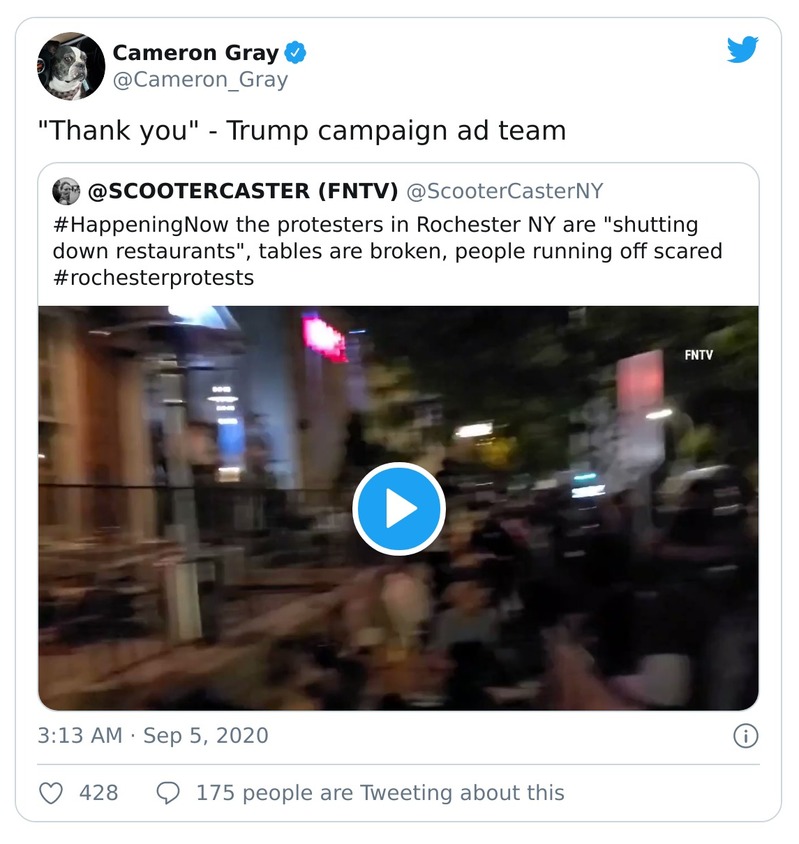 Cameron Gray
@Cameron_Gray
"Thank you" - Trump campaign ad team
@SCOOTERCASTER (FNTV) @ScooterCasterNY
#HappeningNow the protesters in Rochester NY are "shutting
down restaurants", tables are broken, people running off scared
#rochesterprotests
FNTV
3:13 AM · Sep 5, 2020
428 175 people are Tweeting about this